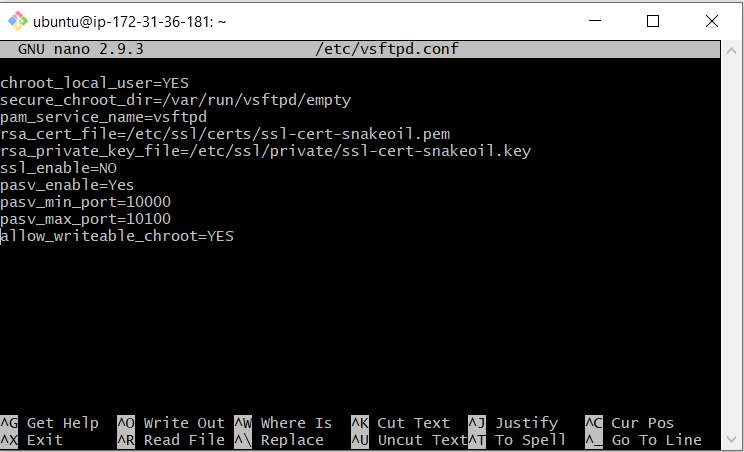 ubuntu@ip-172-31-36-181: ~
GNU nano 2.9.3 /etc/vsftpd.conf
chroot_local_user=YES
secure_chroot_dir=/var/run/vsftpd/empty
pam_service_name=vsftpd
rsa_cert_file=/etc/ssl/certs/ssl-cert-snakeoil.pem
rsa_private_key_file=/etc/ssl/private/ssl-cert-snakeoil.key
ssl_enable=NO
pasv_enable=Yes
pasv_min_port=10000
pasv_max_port=10100
allow_writeable_chroot=YES
^G Get Help ^O Write Out ^W Where Is ^K Cut Text ^J Justify ^C Cur Pos
^X Exit ^R Read File ^\ Replace ^U Uncut Text ^T To Spell ^_ Go To Line